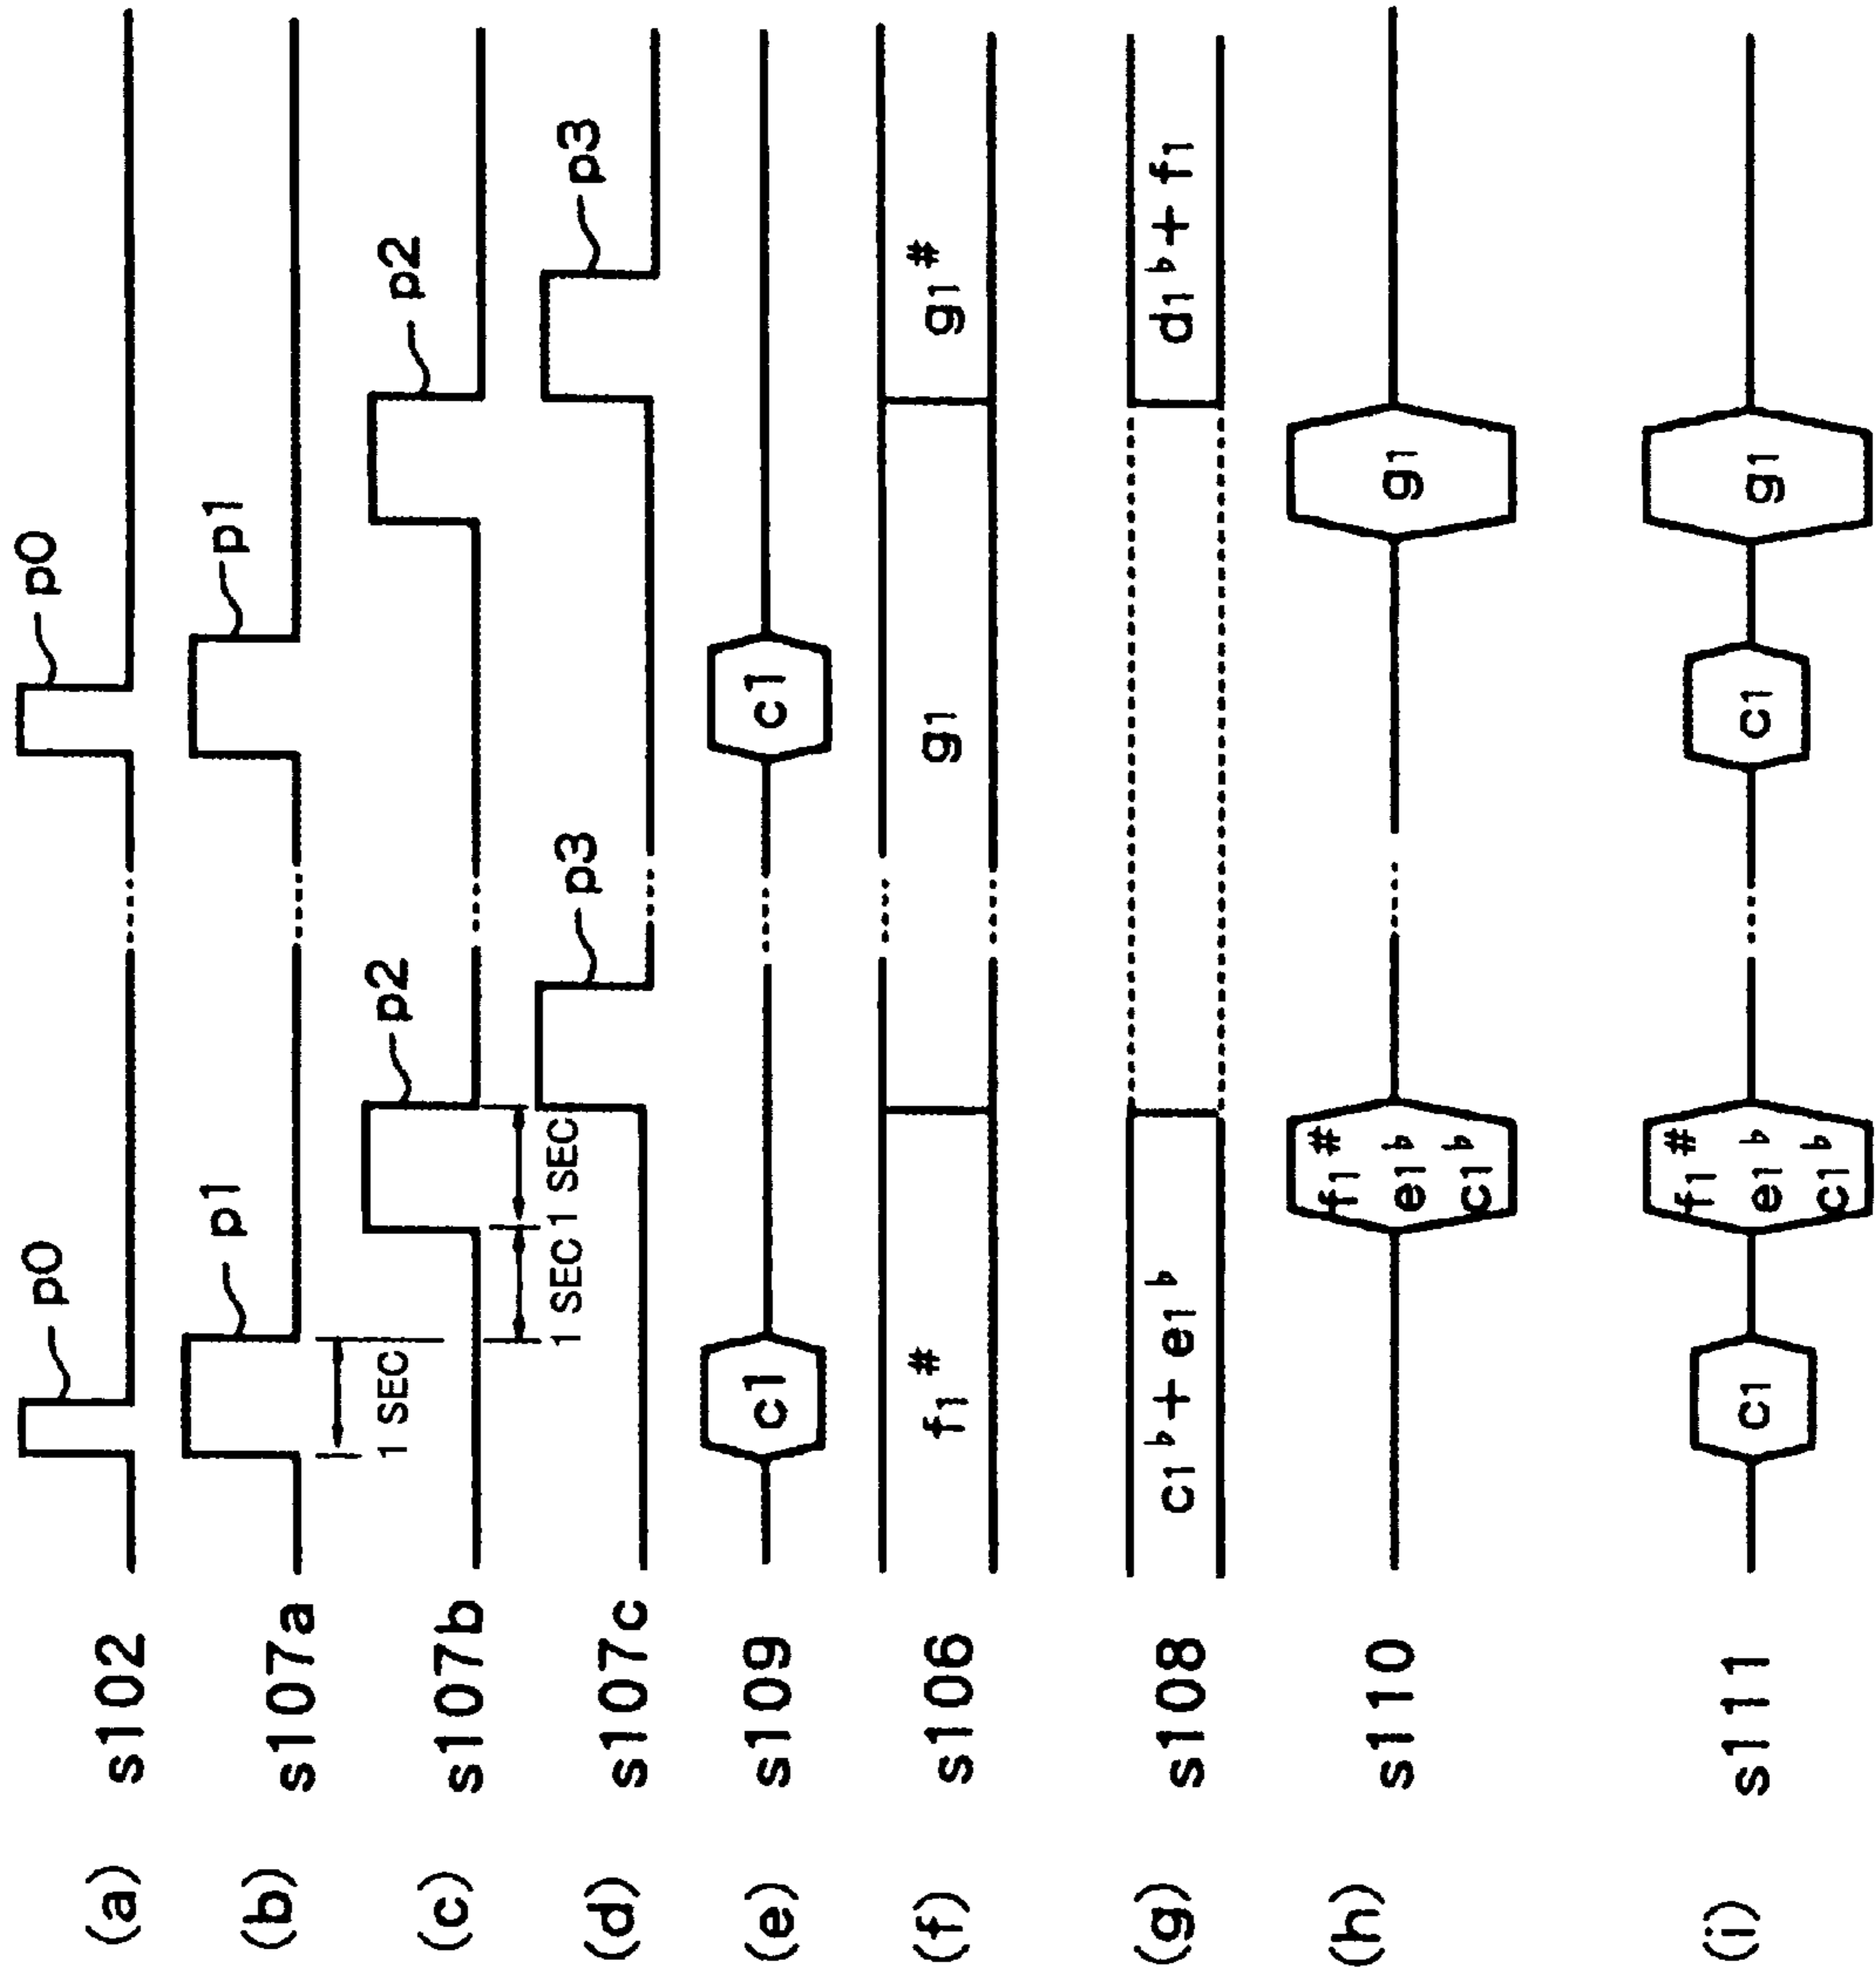 (a) s102 p0 p0
(b) s107a p1 p1
1 SEC
(c) s107b p2 p2
1 SEC 1 SEC
(d) s107c p3 p3
(e) s109 c1 c1
(f) s106 f1# g1 g1#
(g) s108 c1♭ + e1♭ d1♭ + f1
(h) s110 f1# e1♭ c1♭ g1
(i) s111 c1 f1# e1♭ c1♭ c1 g1